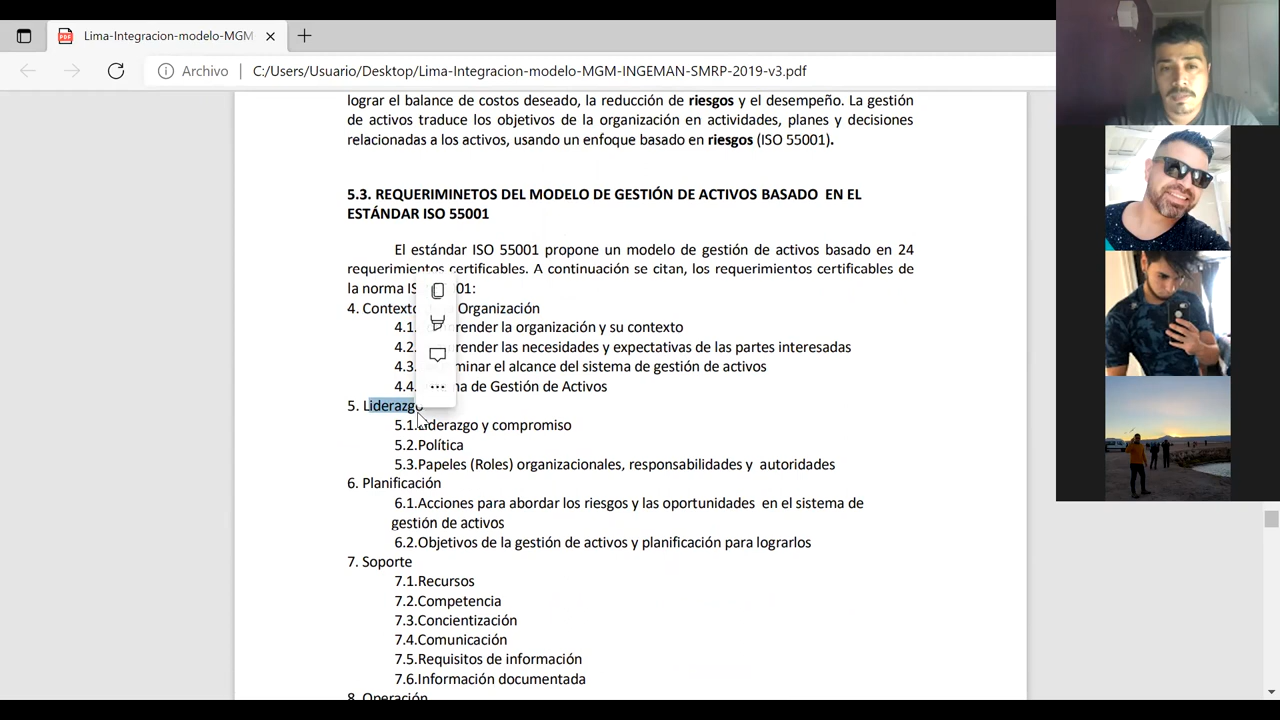 Lima-Integracion-modelo-MGM
Archivo
C:/Users/Usuario/Desktop/Lima-Integracion-modelo-MGM-INGEMAN-SMRP-2019-v3.pdf
lograr el balance de costos deseado, la reducción de riesgos y el desempeño. La gestión
de activos traduce los objetivos de la organización en actividades, planes y decisiones
relacionadas a los activos, usando un enfoque basado en riesgos (ISO 55001).
5.3. REQUERIMINETOS DEL MODELO DE GESTIÓN DE ACTIVOS BASADO EN EL
ESTÁNDAR ISO 55001
El estándar ISO 55001 propone un modelo de gestión de activos basado en 24
requerimientos certificables. A continuación se citan, los requerimientos certificables de
la norma
4. Organización
4.1. la organización y su contexto
4.2. las necesidades y expectativas de las partes interesadas
4.3. el alcance del sistema de gestión de activos
4.4. de Gestión de Activos
5. Liderazgo
5.1.Liderazgo y compromiso
5.2.Política
5.3.Papeles (Roles) organizacionales, responsabilidades y autoridades
6. Planificación
6.1.Acciones para abordar los riesgos y las oportunidades en el sistema de
gestión de activos
6.2.Objetivos de la gestión de activos y planificación para lograrlos
7. Soporte
7.1.Recursos
7.2.Competencia
7.3.Concientización
7.4.Comunicación
7.5.Requisitos de información
7.6.Información documentada
8. Operación